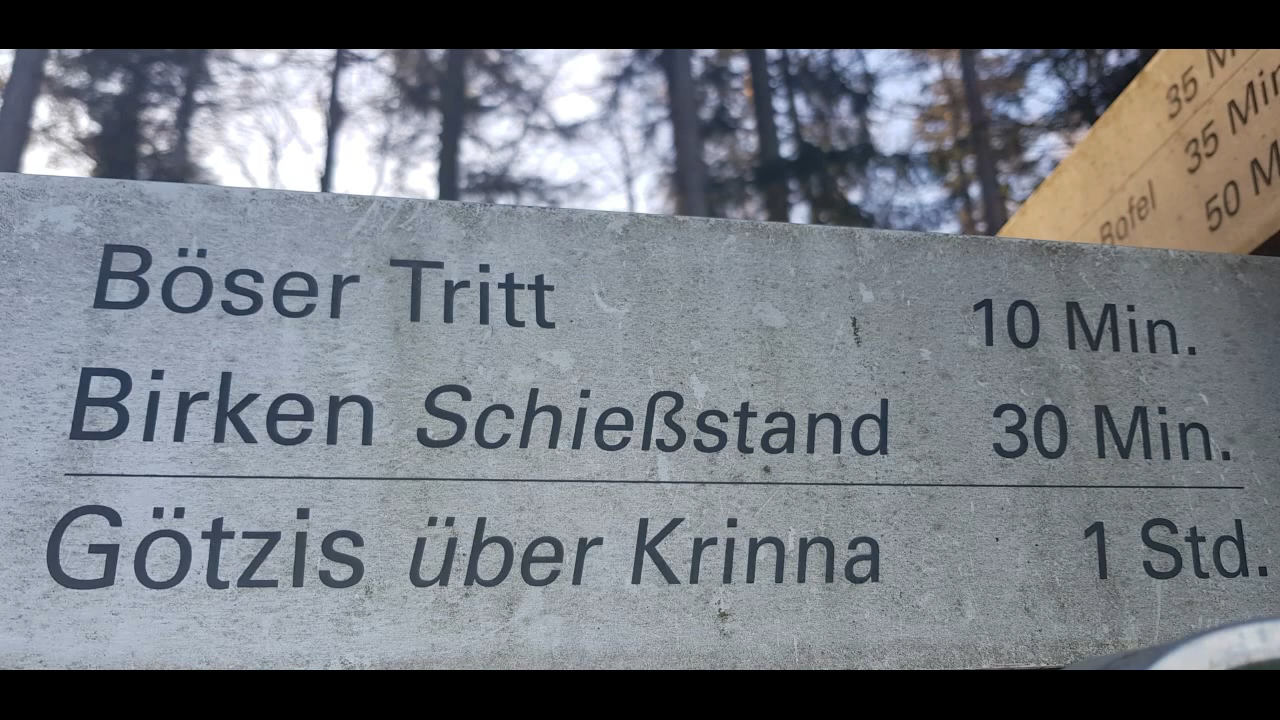 35
35 Min
Bofel 50
Böser Tritt 10 Min.
Birken Schießstand 30 Min.
Götzis über Krinna 1 Std.